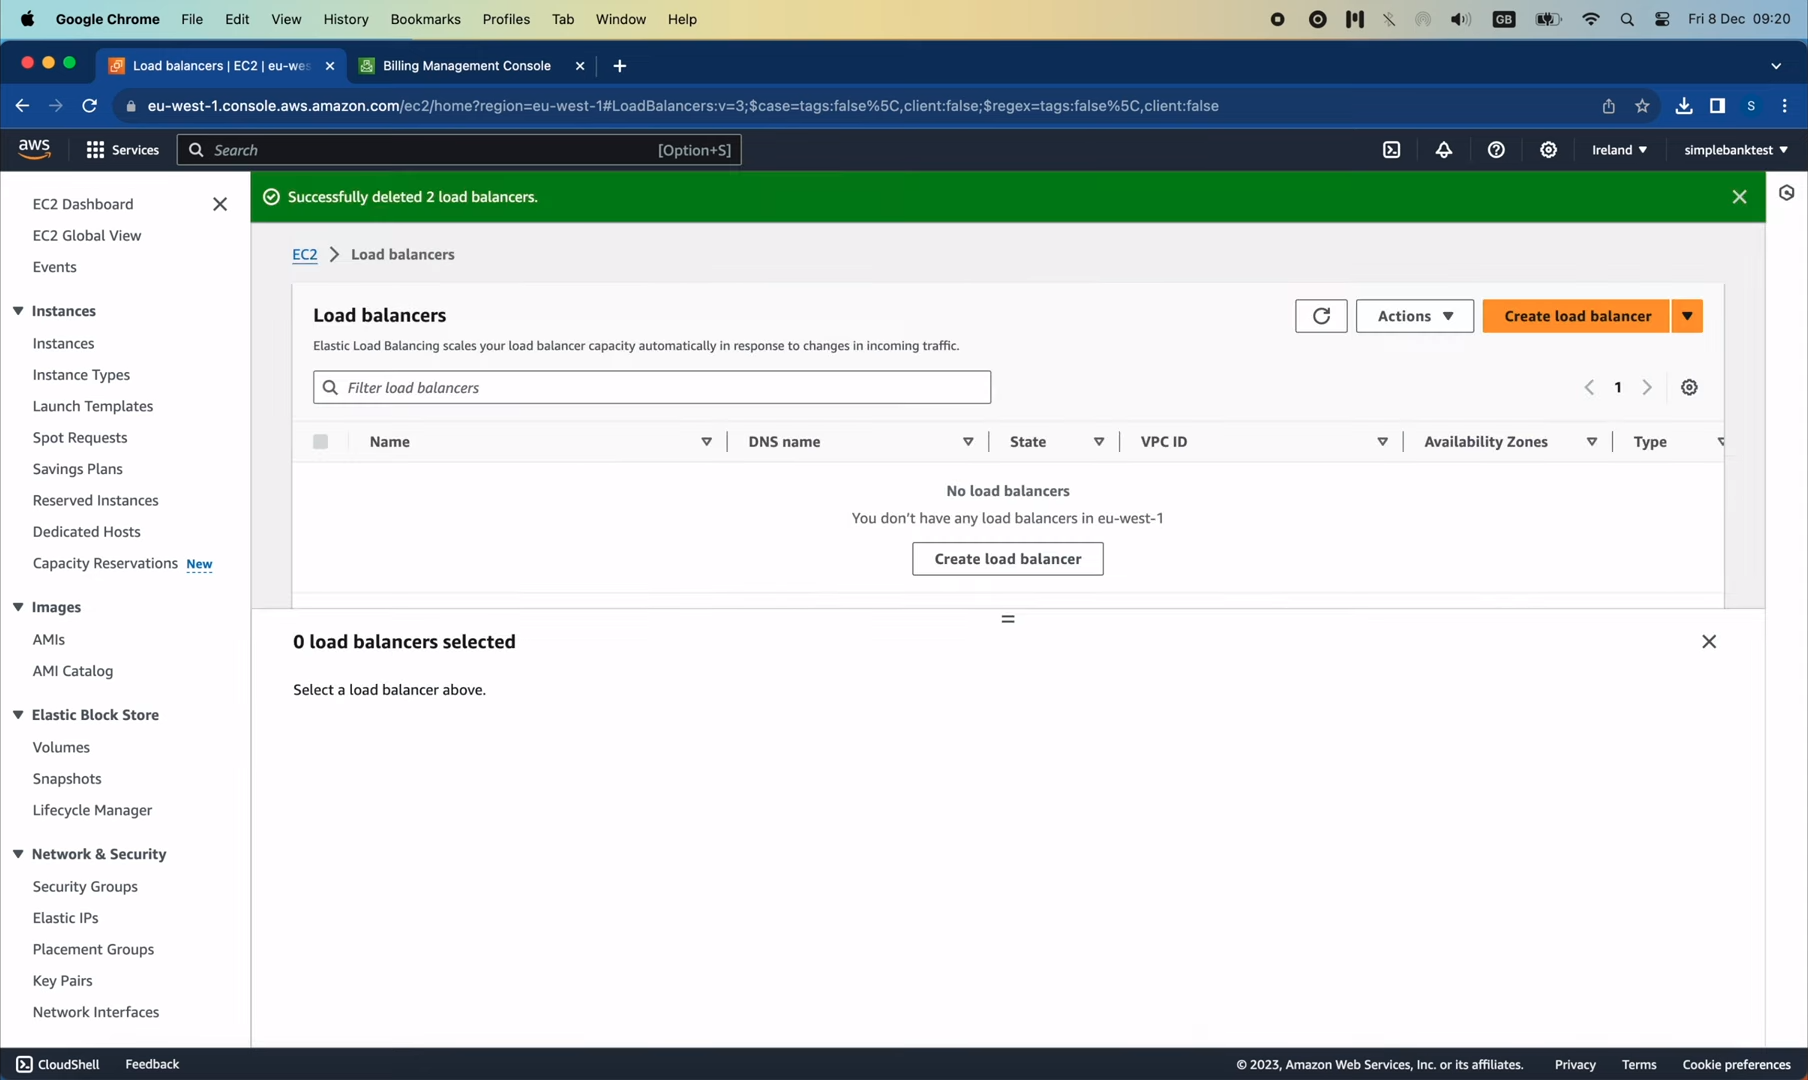 Google Chrome File Edit View History Bookmarks Profiles Tab Window Help GB Fri 8 Dec 09:20
Load balancers | EC2 | eu-wes Billing Management Console
eu-west-1.console.aws.amazon.com/ec2/home?region=eu-west-1#LoadBalancers:v=3;$case=tags:false%5C,client:false;$regex=tags:false%5C,client:false S
aws Services Search [Option+S] Ireland simplebanktest
EC2 Dashboard
EC2 Global View
Events
Instances
Instances
Instance Types
Launch Templates
Spot Requests
Savings Plans
Reserved Instances
Dedicated Hosts
Capacity Reservations New
Images
AMIs
AMI Catalog
Elastic Block Store
Volumes
Snapshots
Lifecycle Manager
Network & Security
Security Groups
Elastic IPs
Placement Groups
Key Pairs
Network Interfaces
Successfully deleted 2 load balancers.
EC2 Load balancers
Load balancers Actions Create load balancer
Elastic Load Balancing scales your load balancer capacity automatically in response to changes in incoming traffic.
Filter load balancers 1
Name DNS name State VPC ID Availability Zones Type
No load balancers
You don't have any load balancers in eu-west-1
Create load balancer
0 load balancers selected
Select a load balancer above.
CloudShell Feedback © 2023, Amazon Web Services, Inc. or its affiliates. Privacy Terms Cookie preferences